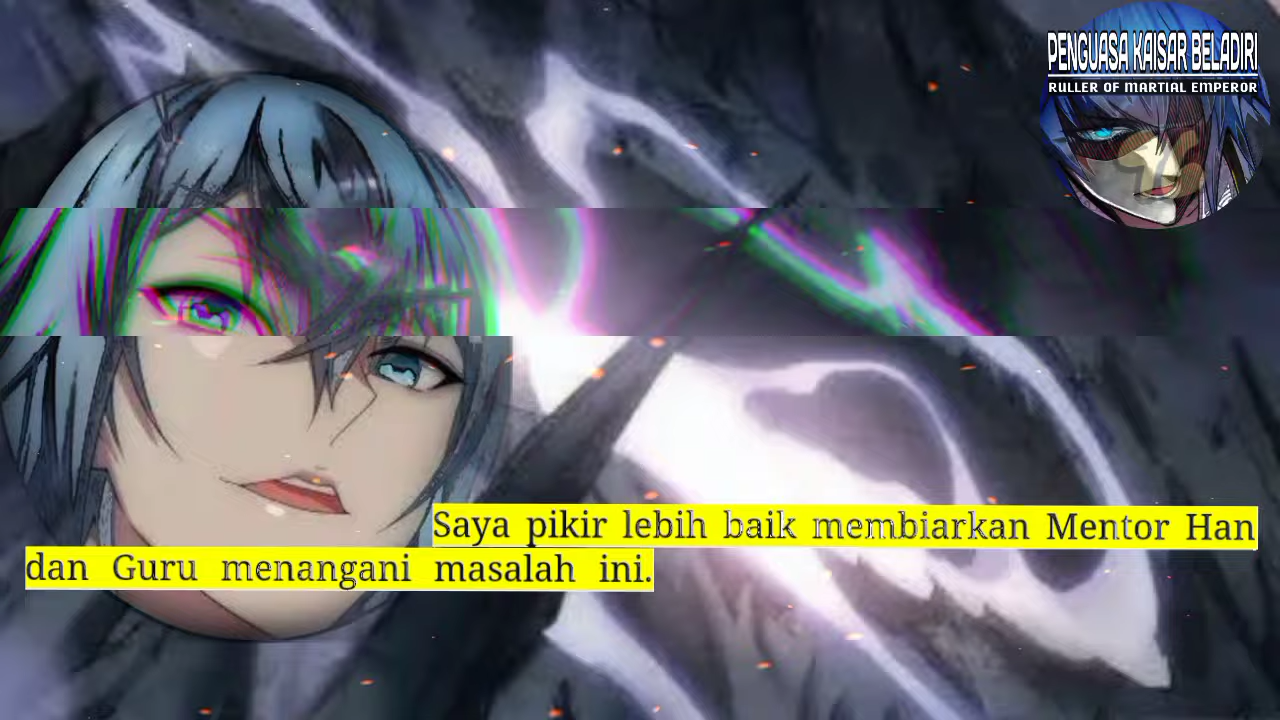 PENGUASA KAISAR BELADIRI
RULLER OF MARTIAL EMPEROR
Saya pikir lebih baik membiarkan Mentor Han
dan Guru menangani masalah ini.